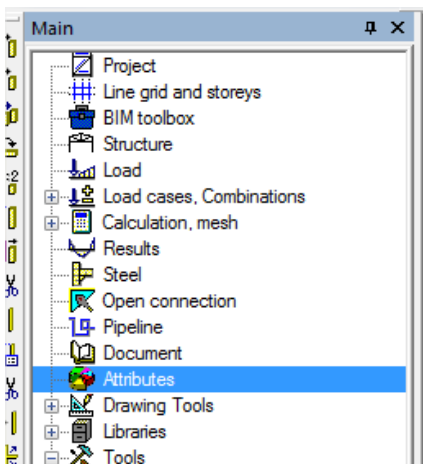 Main
Project
Line grid and storeys
BIM toolbox
Structure
Load
Load cases, Combinations
Calculation, mesh
Results
Steel
Open connection
Pipeline
Document
Attributes
Drawing Tools
Libraries
Tools